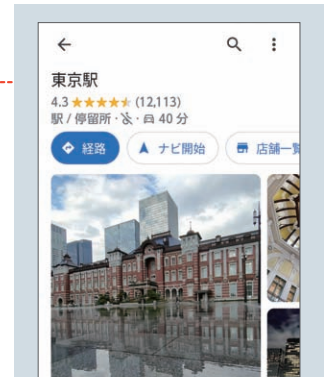 東京駅
4.3 ★★★★★ (12,113)
駅 / 停留所 · · 40 分
経路 ナビ開始 店舗一覧